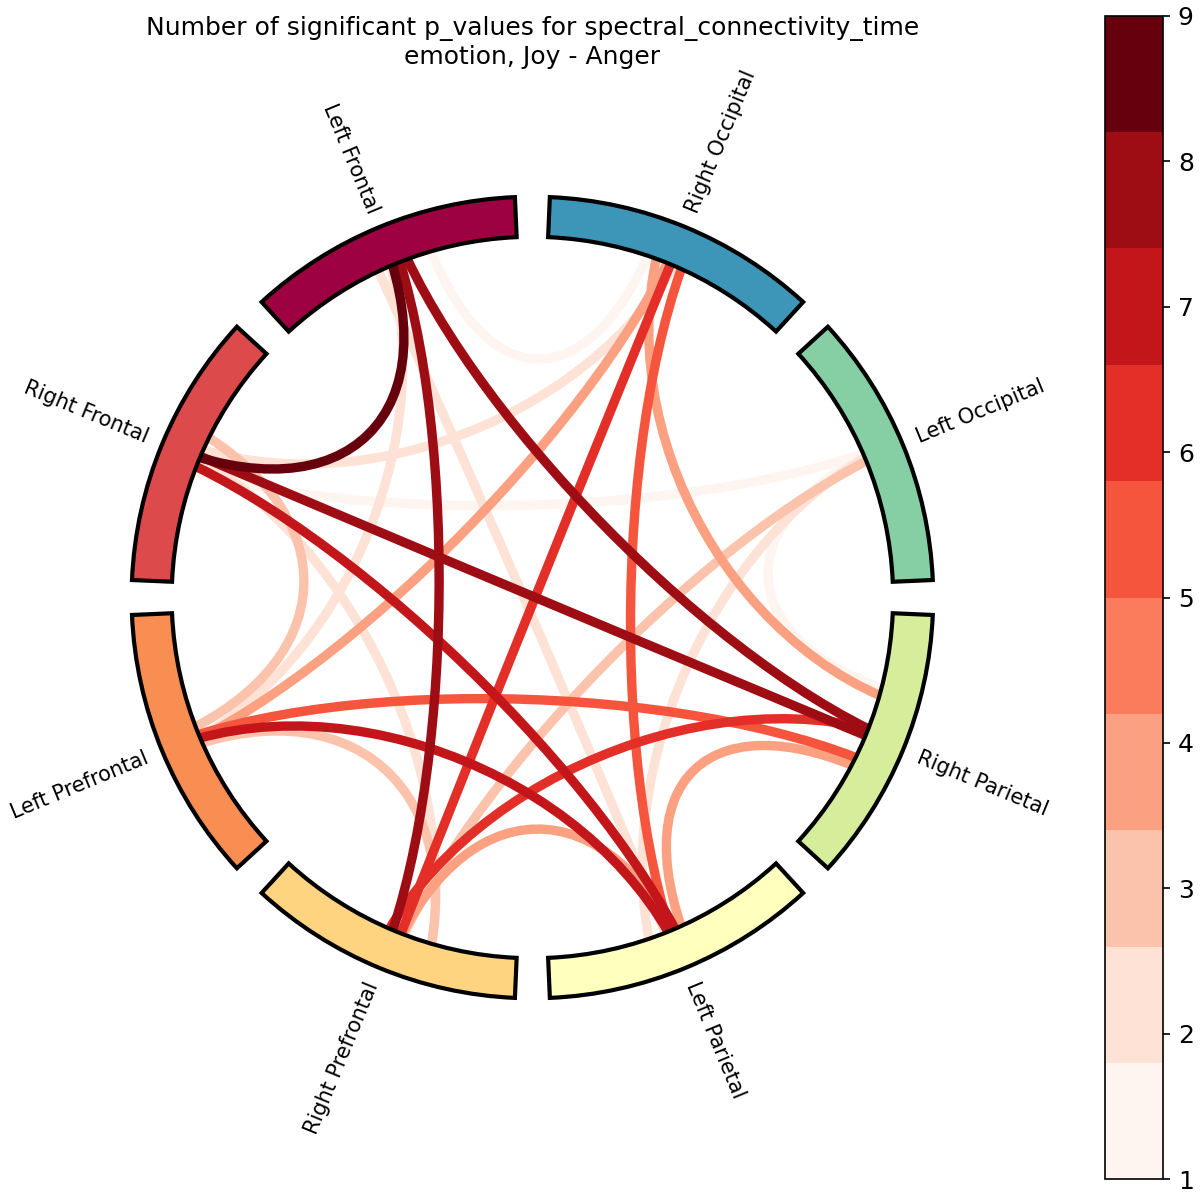 Number of significant p_values for spectral_connectivity_time
emotion, Joy - Anger
Left Frontal
Right Occipital
Right Frontal
Left Occipital
Left Prefrontal
Right Parietal
Right Prefrontal
Left Parietal
9
8
7
6
5
4
3
2
1